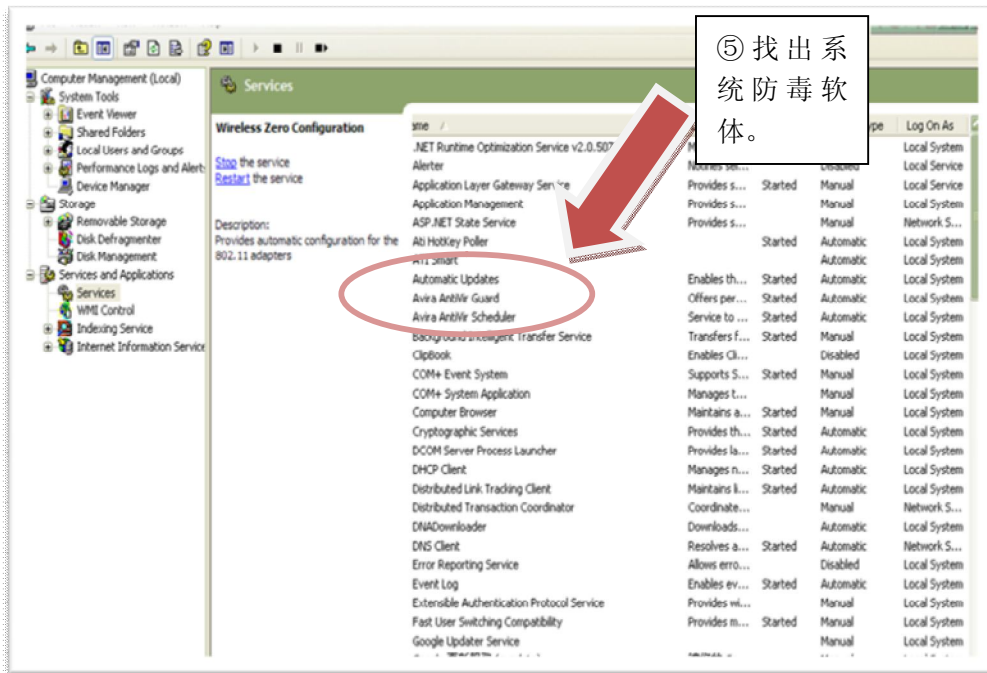 ⑤找出系
统防毒软
体。
Computer Management (Local)
System Tools
Event Viewer
Shared Folders
Local Users and Groups
Performance Logs and Alert
Device Manager
Storage
Removable Storage
Disk Defragmenter
Disk Management
Services and Applications
Services
WMI Control
Indexing Service
Internet Information Service
Services
Wireless Zero Configuration
Stop the service
Restart the service
Description:
Provides automatic configuration for the
802.11 adapters
ame / ype Log On As
.NET Runtime Optimization Service v2.0.507 M Local System
Alerter Notifies sel... Disabled Local Service
Application Layer Gateway Service Provides s... Started Manual Local Service
Application Management Provides s... Manual Local System
ASP.NET State Service Provides s... Manual Network S...
Ati HotKey Poller Started Automatic Local System
ATI Smart Automatic Local System
Automatic Updates Enables th... Started Automatic Local System
Avira AntiVir Guard Offers per... Started Automatic Local System
Avira AntiVir Scheduler Service to ... Started Automatic Local System
Background Intelligent Transfer Service Transfers f... Started Manual Local System
ClipBook Enables Cli... Disabled Local System
COM+ Event System Supports S... Started Manual Local System
COM+ System Application Manages t... Manual Local System
Computer Browser Maintains a... Started Manual Local System
Cryptographic Services Provides th... Started Automatic Local System
DCOM Server Process Launcher Provides la... Started Automatic Local System
DHCP Client Manages n... Started Automatic Local System
Distributed Link Tracking Client Maintains li... Started Automatic Local System
Distributed Transaction Coordinator Coordinate... Manual Network S...
DNADownloader Downloads... Automatic Local System
DNS Client Resolves a... Started Automatic Network S...
Error Reporting Service Allows erro... Disabled Local System
Event Log Enables ev... Started Automatic Local System
Extensible Authentication Protocol Service Provides wi... Manual Local System
Fast User Switching Compatibility Provides m... Started Manual Local System
Google Updater Service Manual Local System